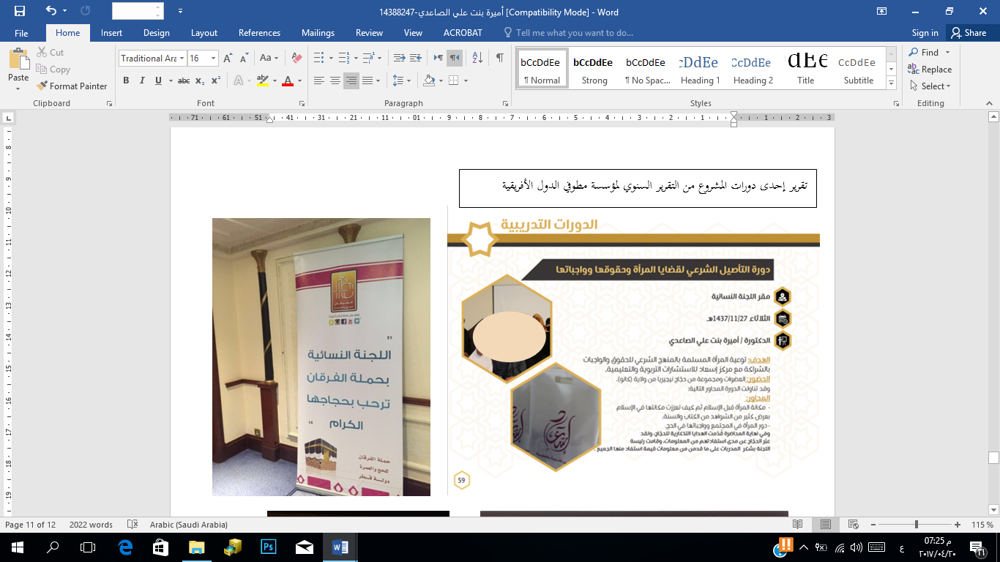 أميرة بنت علي الصاعدي-14388247 [Compatibility Mode] - Word
File Home Insert Design Layout References Mailings Review View ACROBAT Tell me what you want to do... Sign in Share
Paste
Cut
Copy
Format Painter
Clipboard
Traditional Ara 16
Font
Paragraph
bCcDdEe bCcDdEe bCcDdEe CcDdEe
¶ Normal Strong ¶ No Spac... Heading 1 Heading 2 Title Subtitle
Styles
Find
Replace
Select
Editing
تقرير إحدى دورات المشروع من التقرير السنوي لمؤسسة مطوفي الدول الأفريقية
الدورات التدريبية
دورة التأصيل الشرعي لقضايا المرأة وحقوقها وواجباتها
مقر اللجنة النسائية
الثلاثاء 1437/11/27هـ
الدكتورة / أميرة بنت علي الصاعدي
الهدف: توعية المرأة المسلمة بالمنهج الشرعي للحقوق والواجبات
بالشراكة مع مركز إسعاد للاستشارات التربوية والتعليمية.
الحضور: العضوات ومجموعة من حجاج نيجيريا من ولاية (كانو).
وقد تناولت الدورة المحاور التالية:
المحاور:
- مكانة المرأة قبل الإسلام ثم كيف تعززت مكانتها في الإسلام
بعرض كثير من الشواهد من الكتاب والسنة.
- دور المرأة في المجتمع وواجباتها في الحج.
وفي نهاية المحاضرة قدمت الهدايا التذكارية للحجاج، ولقد
عبّر الحجاج عن مدى استفادتهم من المعلومات، وقامت رئيسة
اللجنة بشكر المدربات على ما قدمن من معلومات قيمة استفاد منها الجميع .
59
إسعاد
الفرقان
"
اللجنة النسائية
بحملة الفرقان
ترحب بحجاجها
الكرام "
حملة الفرقان
للحج والعمرة
دولة قطر
Page 11 of 12 2022 words Arabic (Saudi Arabia) 115 %
ع
07:25 م
٢٠١٧/٠٤/٢٠